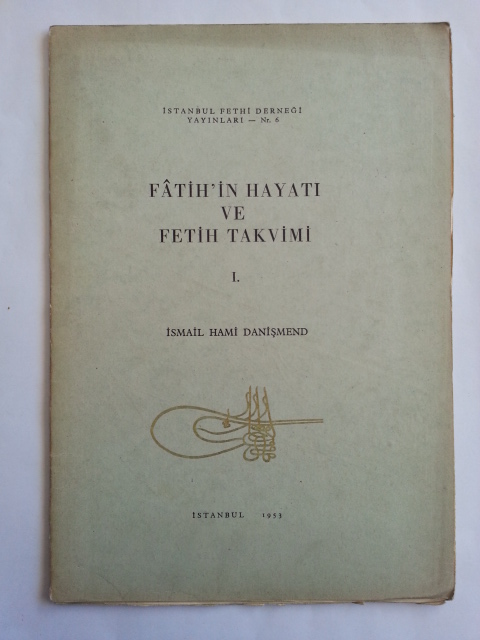 İSTANBUL FETHİ DERNEĞİ
YAYINLARI — Nr. 6
FÂTİH'İN HAYATI
VE
FETİH TAKVİMİ
I.
İSMAİL HAMİ DANİŞMEND
İSTANBUL 1953